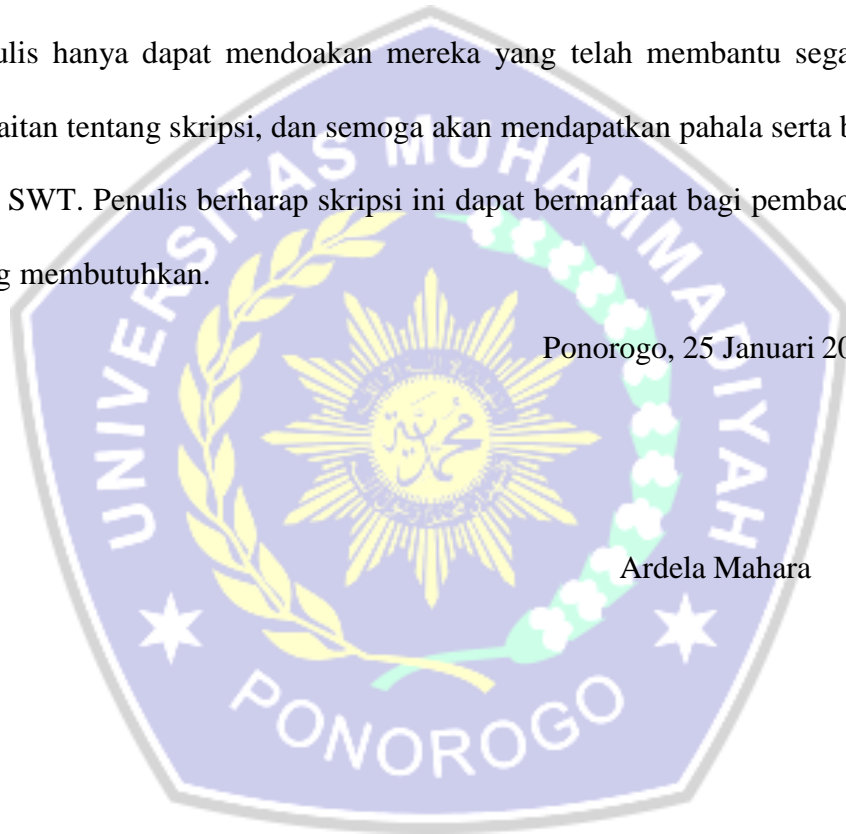 ulis hanya dapat mendoakan mereka yang telah membantu sega
aitan tentang skripsi, dan semoga akan mendapatkan pahala serta b
SWT. Penulis berharap skripsi ini dapat bermanfaat bagi pembac
g membutuhkan.
Ponorogo, 25 Januari 20
Ardela Mahara
UNIVERSITAS MUHAMMADIYAH
محمدية
PONOROGO